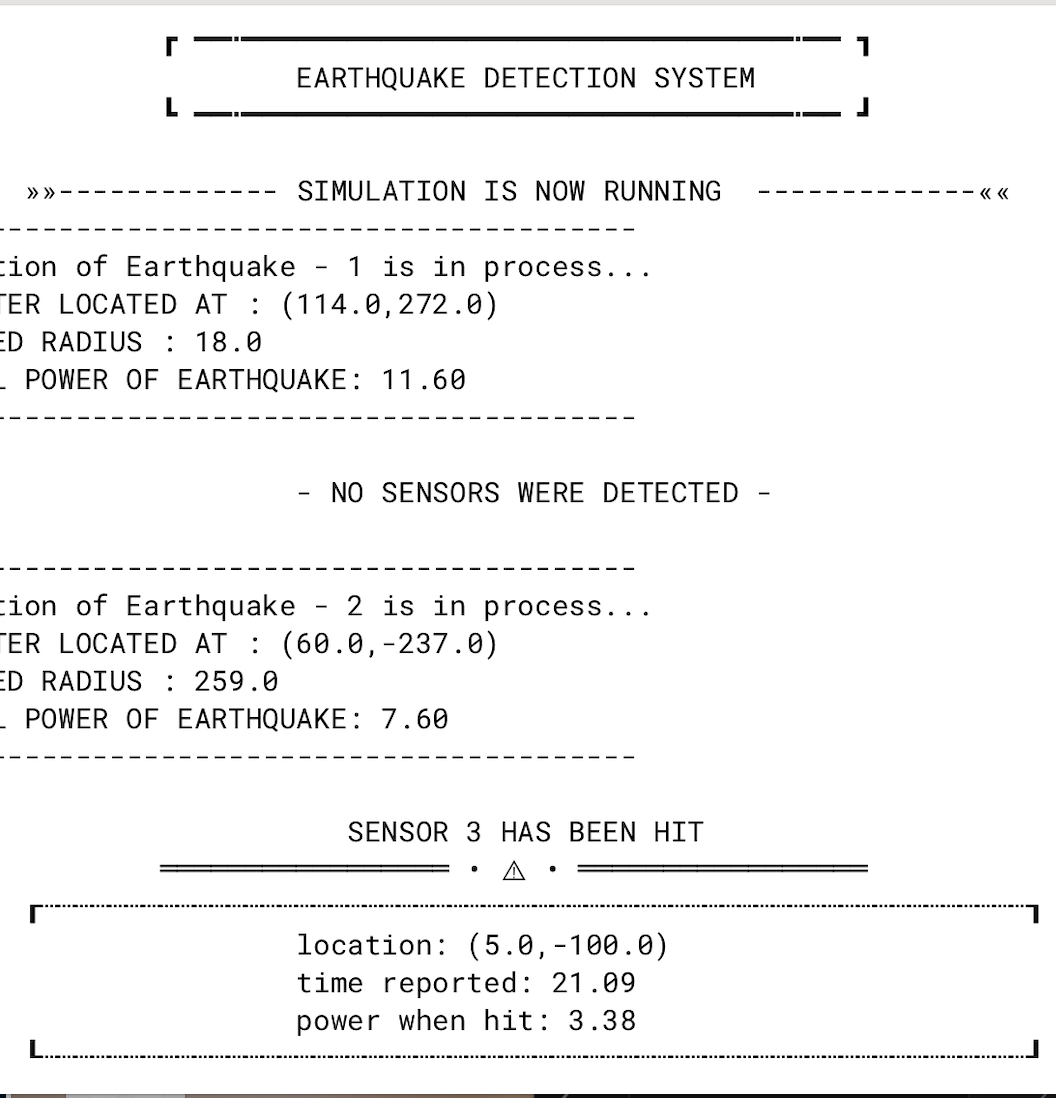 EARTHQUAKE DETECTION SYSTEM
»»------------- SIMULATION IS NOW RUNNING -------------««
--------------------------------------
tion of Earthquake - 1 is in process...
TER LOCATED AT : (114.0,272.0)
ED RADIUS : 18.0
L POWER OF EARTHQUAKE: 11.60
--------------------------------------
- NO SENSORS WERE DETECTED -
--------------------------------------
tion of Earthquake - 2 is in process...
TER LOCATED AT : (60.0,-237.0)
ED RADIUS : 259.0
L POWER OF EARTHQUAKE: 7.60
--------------------------------------
SENSOR 3 HAS BEEN HIT
═════════════════ • ⚠ • ═════════════════
location: (5.0,-100.0)
time reported: 21.09
power when hit: 3.38